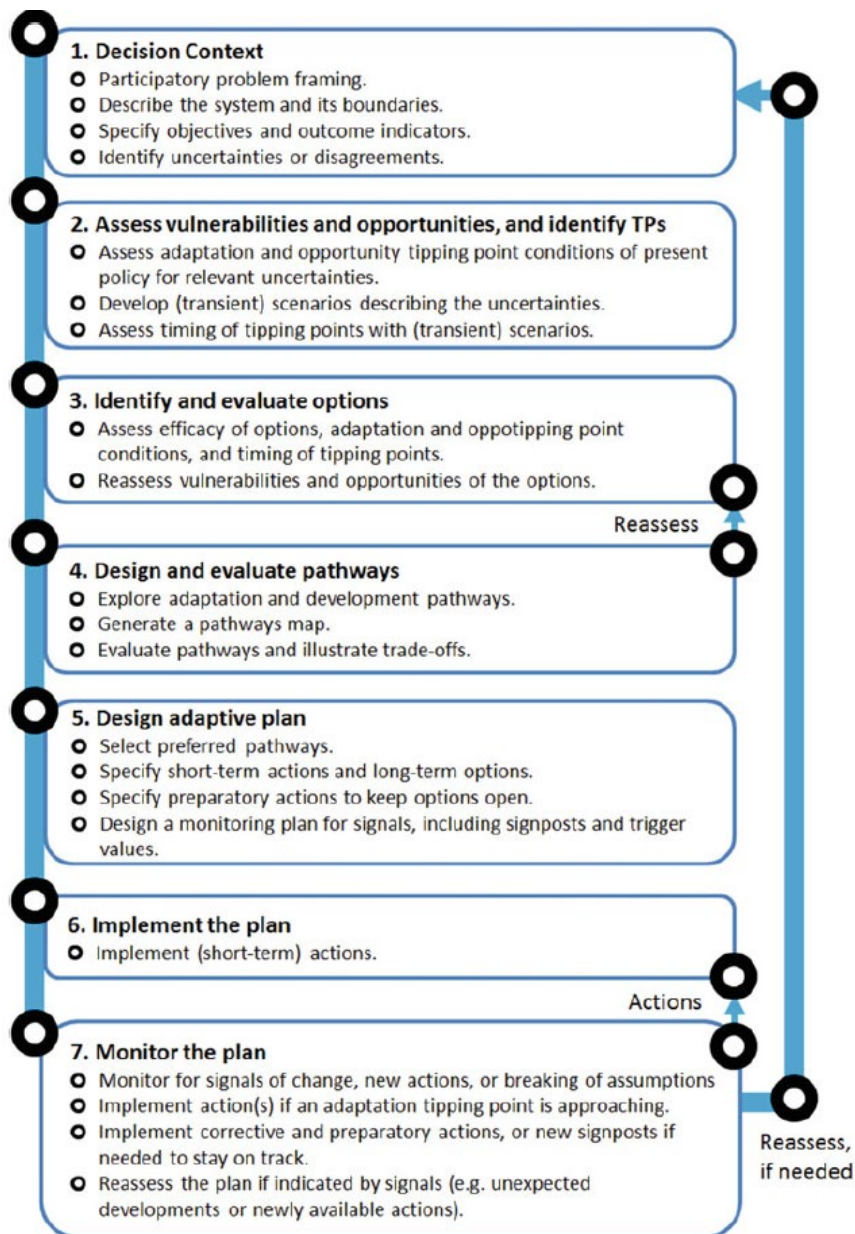 1. Decision Context
Participatory problem framing.
Describe the system and its boundaries.
Specify objectives and outcome indicators.
Identify uncertainties or disagreements.
2. Assess vulnerabilities and opportunities, and identify TPs
Assess adaptation and opportunity tipping point conditions of present
policy for relevant uncertainties.
Develop (transient) scenarios describing the uncertainties.
Assess timing of tipping points with (transient) scenarios.
3. Identify and evaluate options
Assess efficacy of options, adaptation and oppotipping point
conditions, and timing of tipping points.
Reassess vulnerabilities and opportunities of the options.
Reassess
4. Design and evaluate pathways
Explore adaptation and development pathways.
Generate a pathways map.
Evaluate pathways and illustrate trade-offs.
5. Design adaptive plan
Select preferred pathways.
Specify short-term actions and long-term options.
Specify preparatory actions to keep options open.
Design a monitoring plan for signals, including signposts and trigger
values.
6. Implement the plan
Implement (short-term) actions.
Actions
7. Monitor the plan
Monitor for signals of change, new actions, or breaking of assumptions
Implement action(s) if an adaptation tipping point is approaching.
Implement corrective and preparatory actions, or new signposts if
needed to stay on track.
Reassess the plan if indicated by signals (e.g. unexpected
developments or newly available actions).
Reassess,
if needed